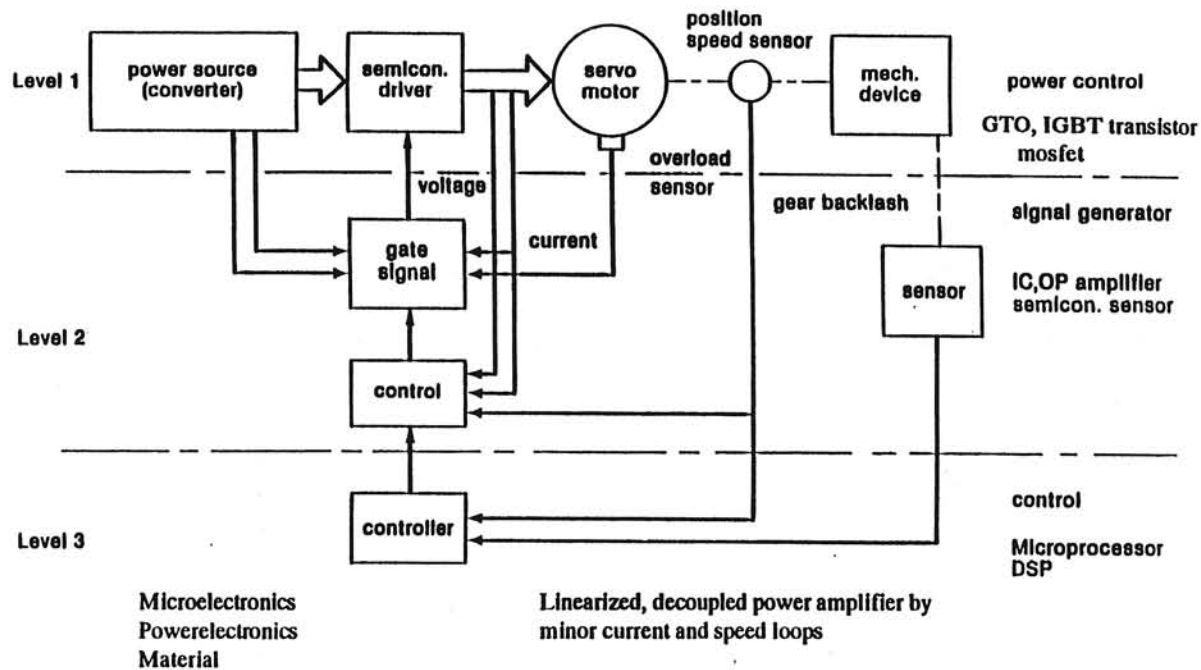 Level 1
power source
(converter)
semicon.
driver
servo
motor
position
speed sensor
mech.
device
power control
GTO, IGBT transistor
mosfet
voltage
overload
sensor
gear backlash
signal generator
current
gate
signal
sensor
IC,OP amplifier
semicon. sensor
Level 2
control
controller
control
Level 3
Microprocessor
DSP
Microelectronics
Powerelectronics
Material
Linearized, decoupled power amplifier by
minor current and speed loops